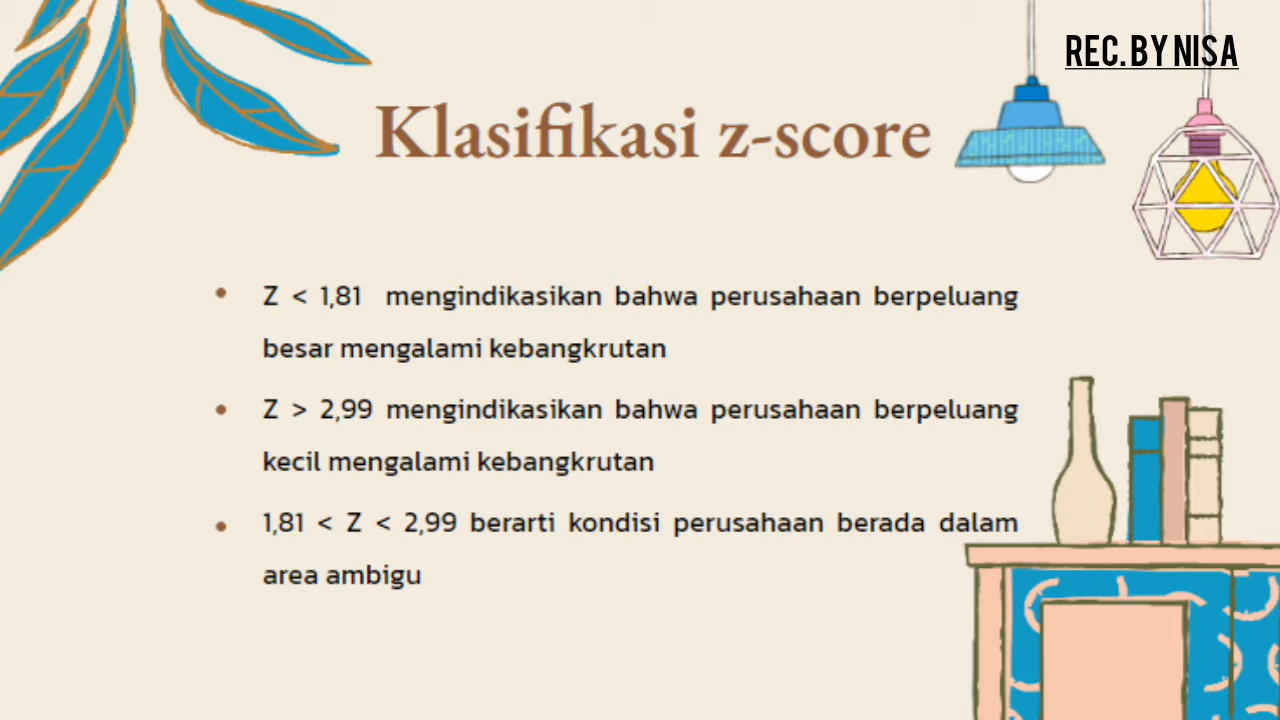 REC. BY NISA
Klasifikasi z-score
• Z < 1,81 mengindikasikan bahwa perusahaan berpeluang
besar mengalami kebangkrutan
• Z > 2,99 mengindikasikan bahwa perusahaan berpeluang
kecil mengalami kebangkrutan
• 1,81 < Z < 2,99 berarti kondisi perusahaan berada dalam
area ambigu